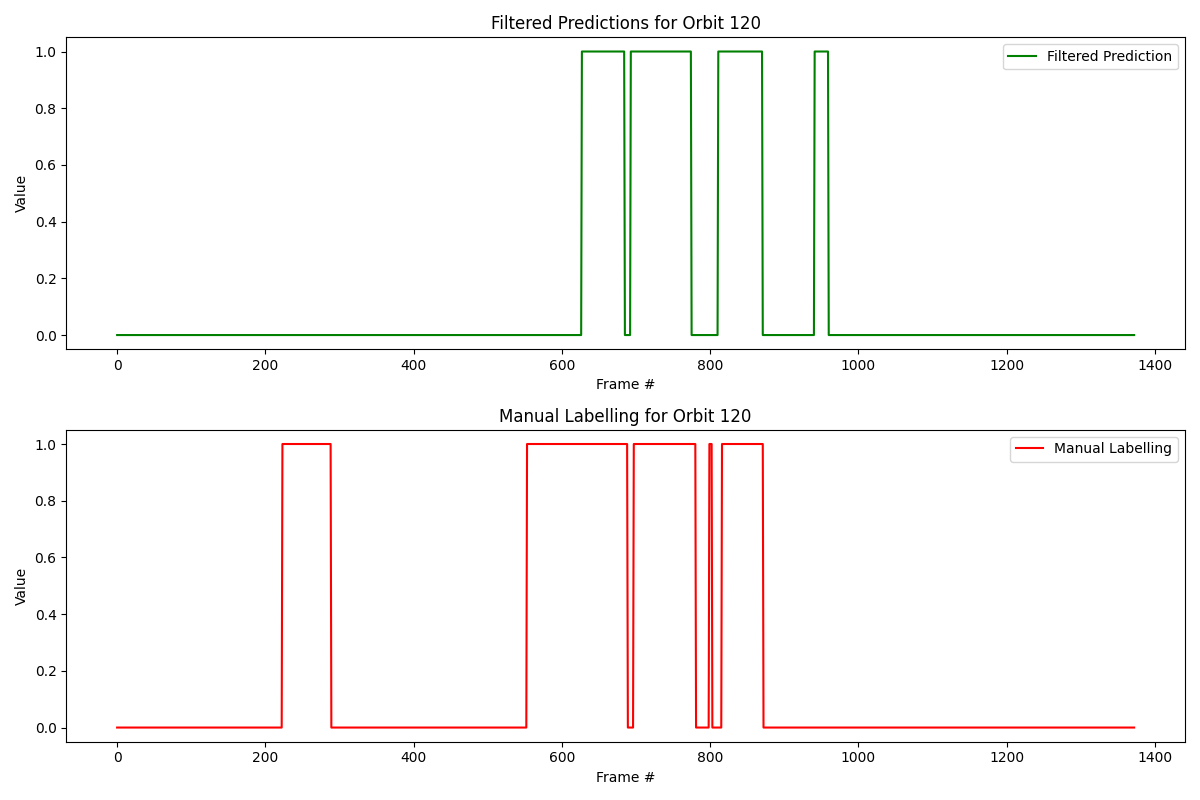 Filtered Predictions for Orbit 120
1.0
0.8
0.6
0.4
0.2
0.0
Value
Filtered Prediction
0 200 400 600 800 1000 1200 1400
Frame #
Manual Labelling for Orbit 120
1.0
0.8
0.6
0.4
0.2
0.0
Value
Manual Labelling
0 200 400 600 800 1000 1200 1400
Frame #